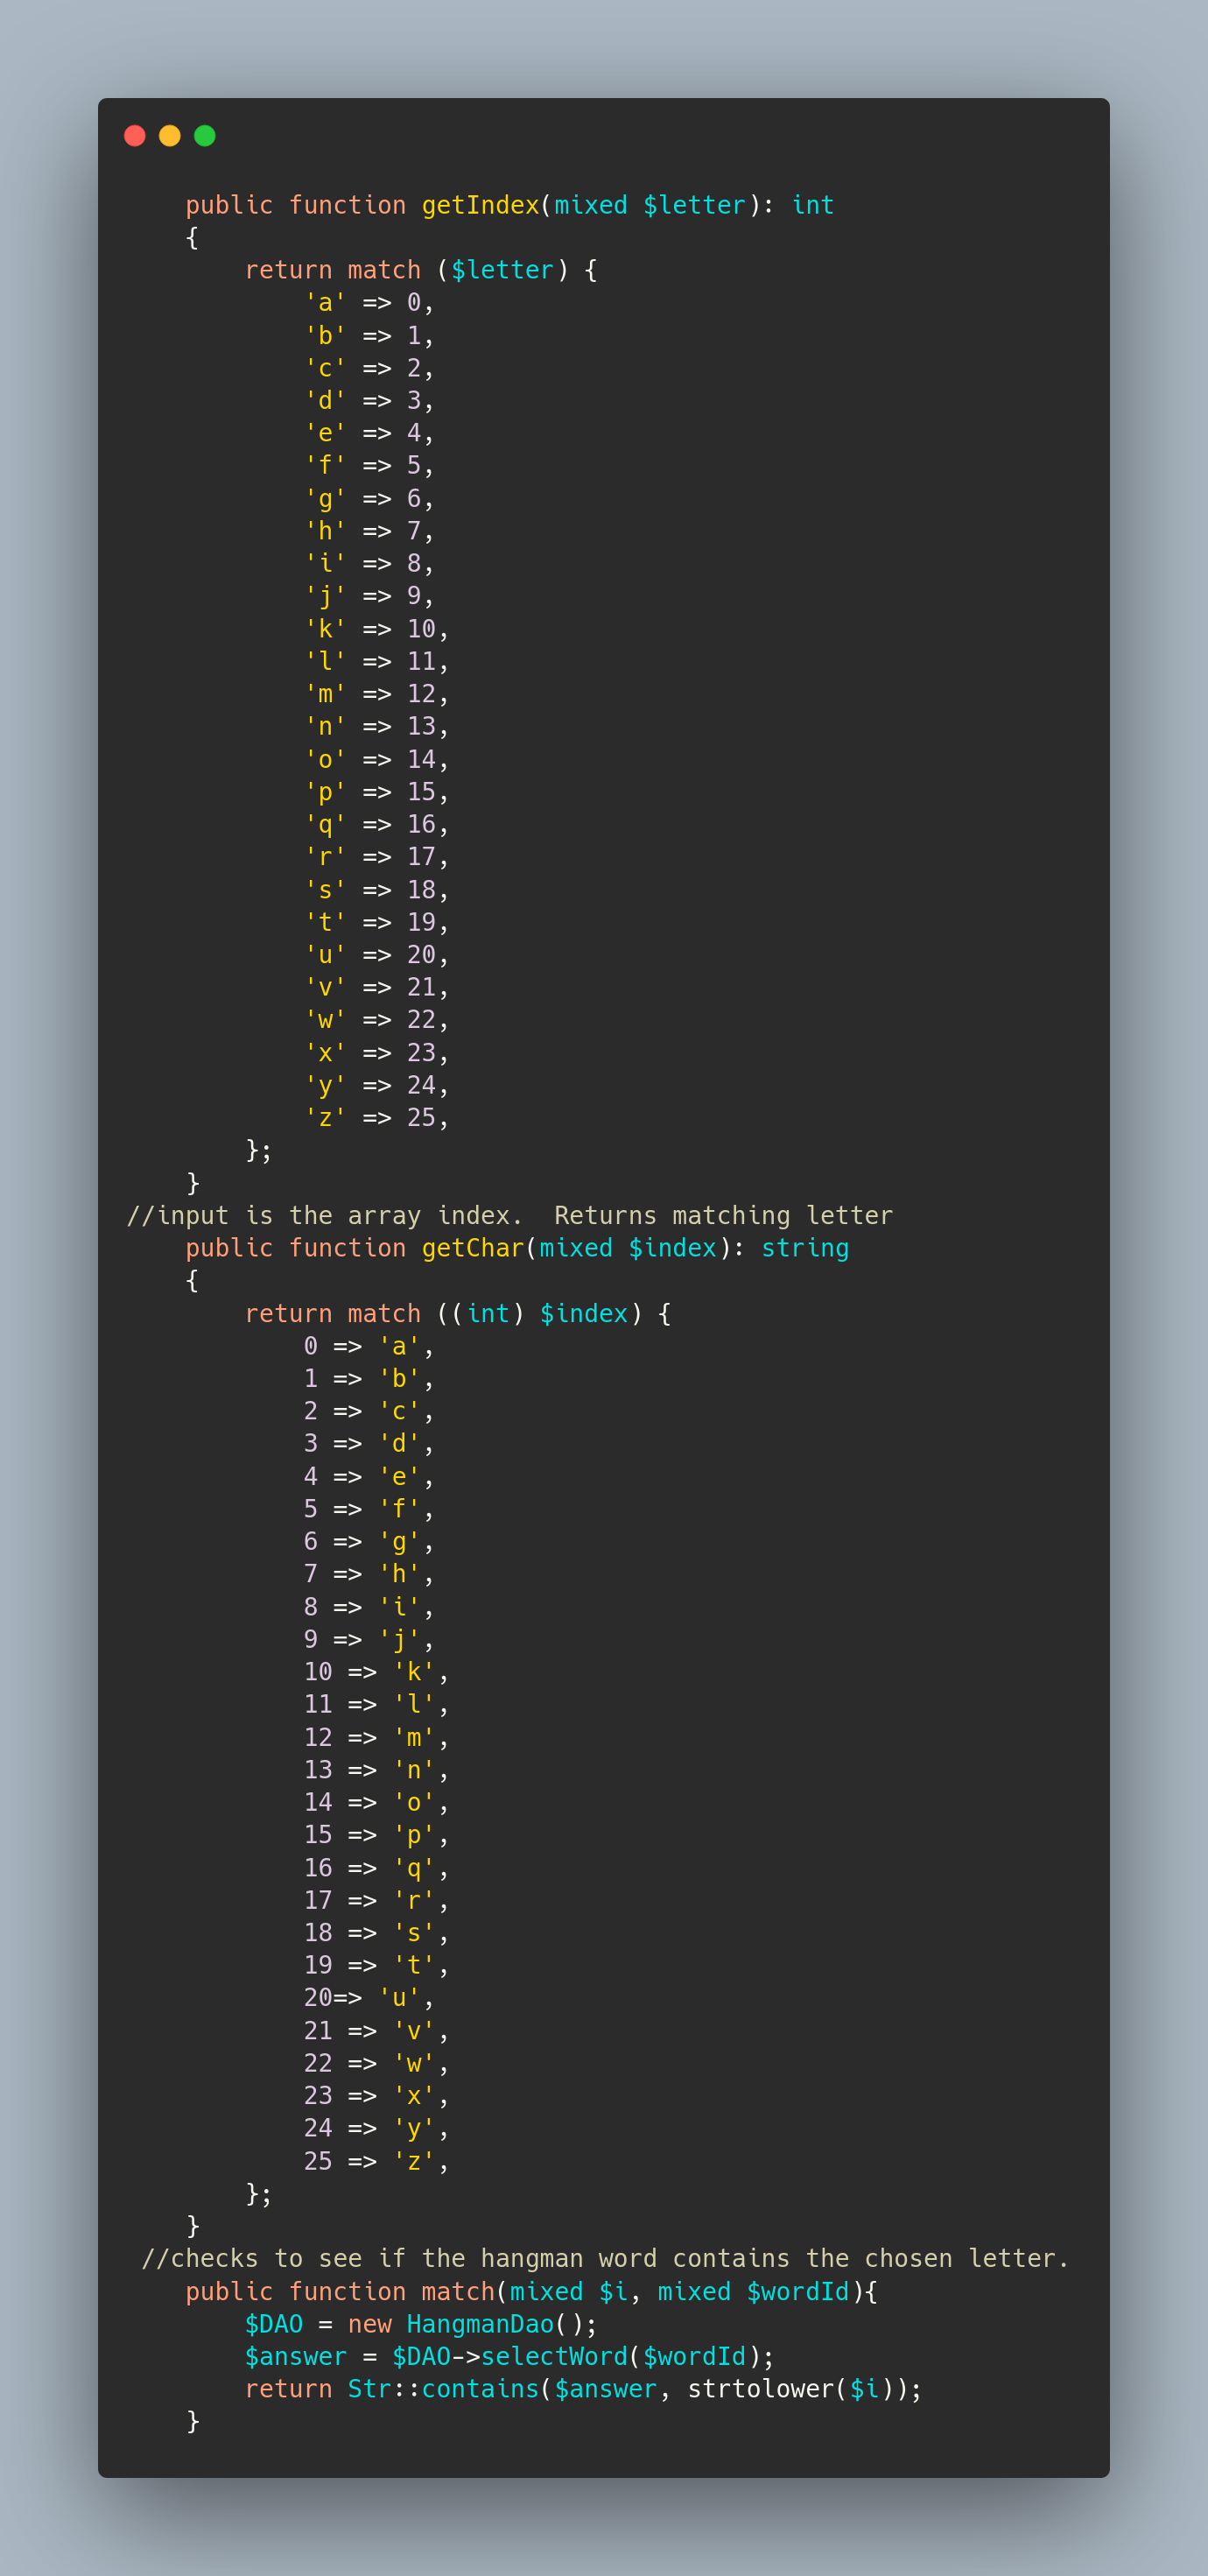 public function getIndex(mixed $letter): int
    {
        return match ($letter) {
            'a' => 0,
            'b' => 1,
            'c' => 2,
            'd' => 3,
            'e' => 4,
            'f' => 5,
            'g' => 6,
            'h' => 7,
            'i' => 8,
            'j' => 9,
            'k' => 10,
            'l' => 11,
            'm' => 12,
            'n' => 13,
            'o' => 14,
            'p' => 15,
            'q' => 16,
            'r' => 17,
            's' => 18,
            't' => 19,
            'u' => 20,
            'v' => 21,
            'w' => 22,
            'x' => 23,
            'y' => 24,
            'z' => 25,
        };
    }
//input is the array index.  Returns matching letter
    public function getChar(mixed $index): string
    {
        return match ((int) $index) {
            0 => 'a',
            1 => 'b',
            2 => 'c',
            3 => 'd',
            4 => 'e',
            5 => 'f',
            6 => 'g',
            7 => 'h',
            8 => 'i',
            9 => 'j',
            10 => 'k',
            11 => 'l',
            12 => 'm',
            13 => 'n',
            14 => 'o',
            15 => 'p',
            16 => 'q',
            17 => 'r',
            18 => 's',
            19 => 't',
            20=> 'u',
            21 => 'v',
            22 => 'w',
            23 => 'x',
            24 => 'y',
            25 => 'z',
        };
    }
 //checks to see if the hangman word contains the chosen letter.
    public function match(mixed $i, mixed $wordId){
        $DAO = new HangmanDao();
        $answer = $DAO->selectWord($wordId);
        return Str::contains($answer, strtolower($i));
    }